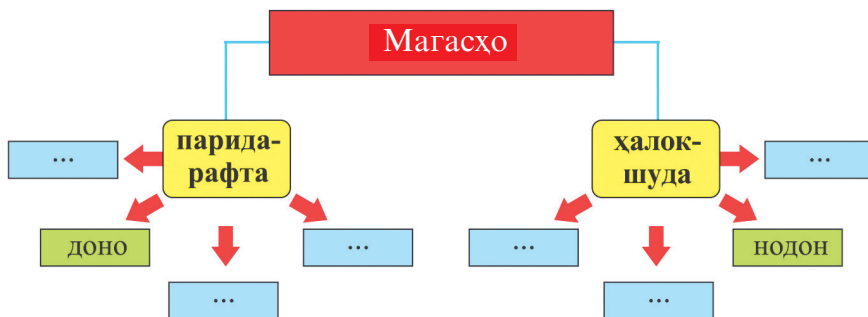 Магасҳо
парида-
рафта
ҳалок-
шуда
...
...
доно
...
...
...
нодон
...
...